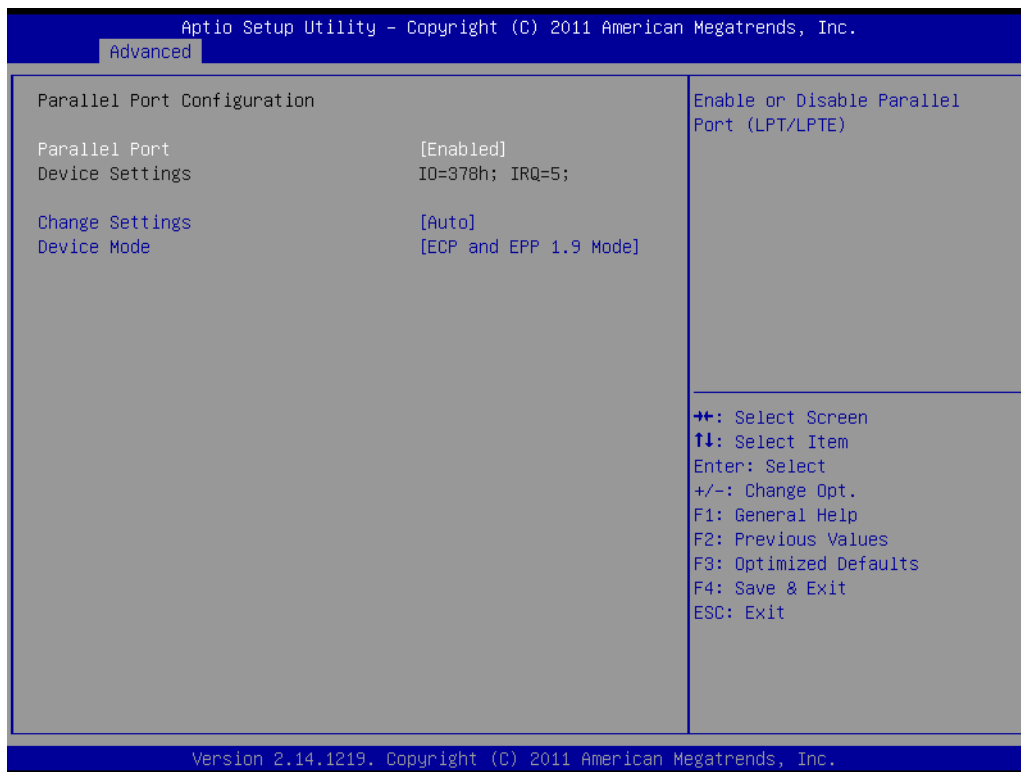 Aptio Setup Utility – Copyright (C) 2011 American Megatrends, Inc.
Advanced
Parallel Port Configuration
Parallel Port [Enabled]
Device Settings IO=378h; IRQ=5;
Change Settings [Auto]
Device Mode [ECP and EPP 1.9 Mode]
Enable or Disable Parallel
Port (LPT/LPTE)
→←: Select Screen
↑↓: Select Item
Enter: Select
+/-: Change Opt.
F1: General Help
F2: Previous Values
F3: Optimized Defaults
F4: Save & Exit
ESC: Exit
Version 2.14.1219. Copyright (C) 2011 American Megatrends, Inc.